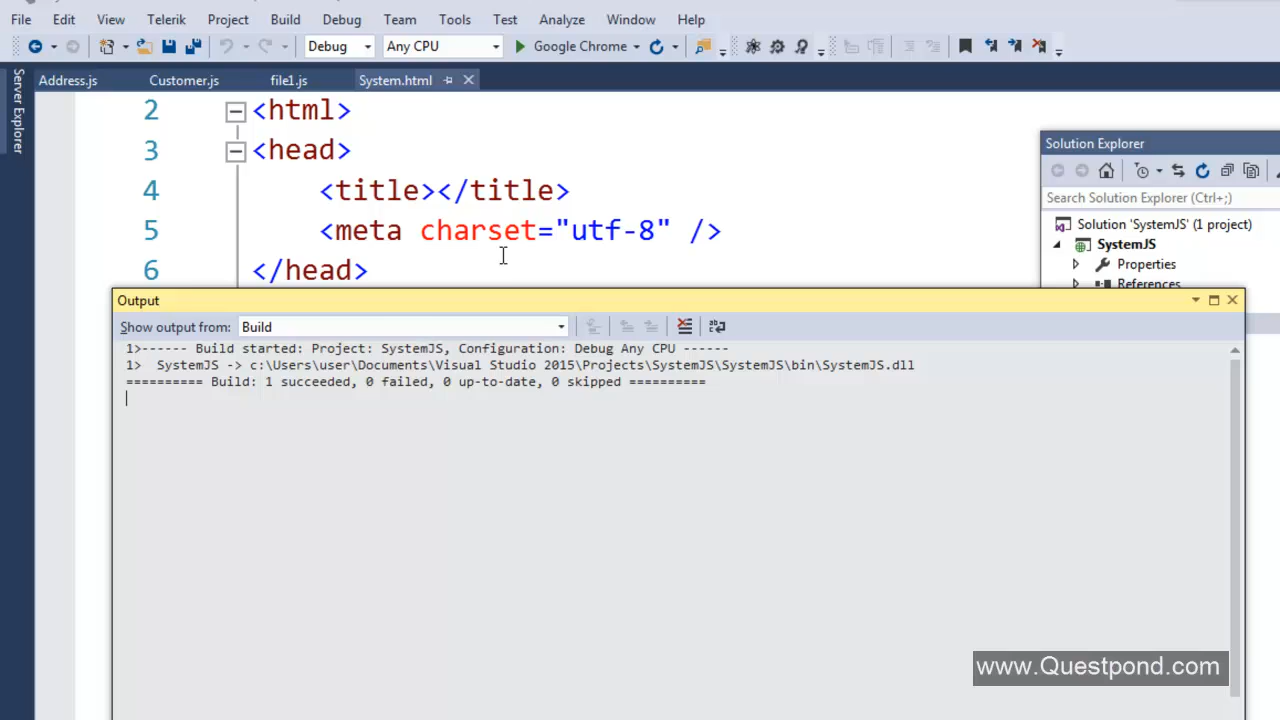 File Edit View Telerik Project Build Debug Team Tools Test Analyze Window Help
Debug Any CPU Google Chrome
Server Explorer
Address.js Customer.js file1.js System.html
2 <html>
3 <head>
4 <title></title>
5 <meta charset="utf-8" />
6 </head>
Solution Explorer
Search Solution Explorer (Ctrl+;)
Solution 'SystemJS' (1 project)
SystemJS
Properties
References
Output
Show output from: Build
1>------ Build started: Project: SystemJS, Configuration: Debug Any CPU ------
1>  SystemJS -> c:\Users\user\Documents\Visual Studio 2015\Projects\SystemJS\SystemJS\bin\SystemJS.dll
========== Build: 1 succeeded, 0 failed, 0 up-to-date, 0 skipped ==========
www.Questpond.com